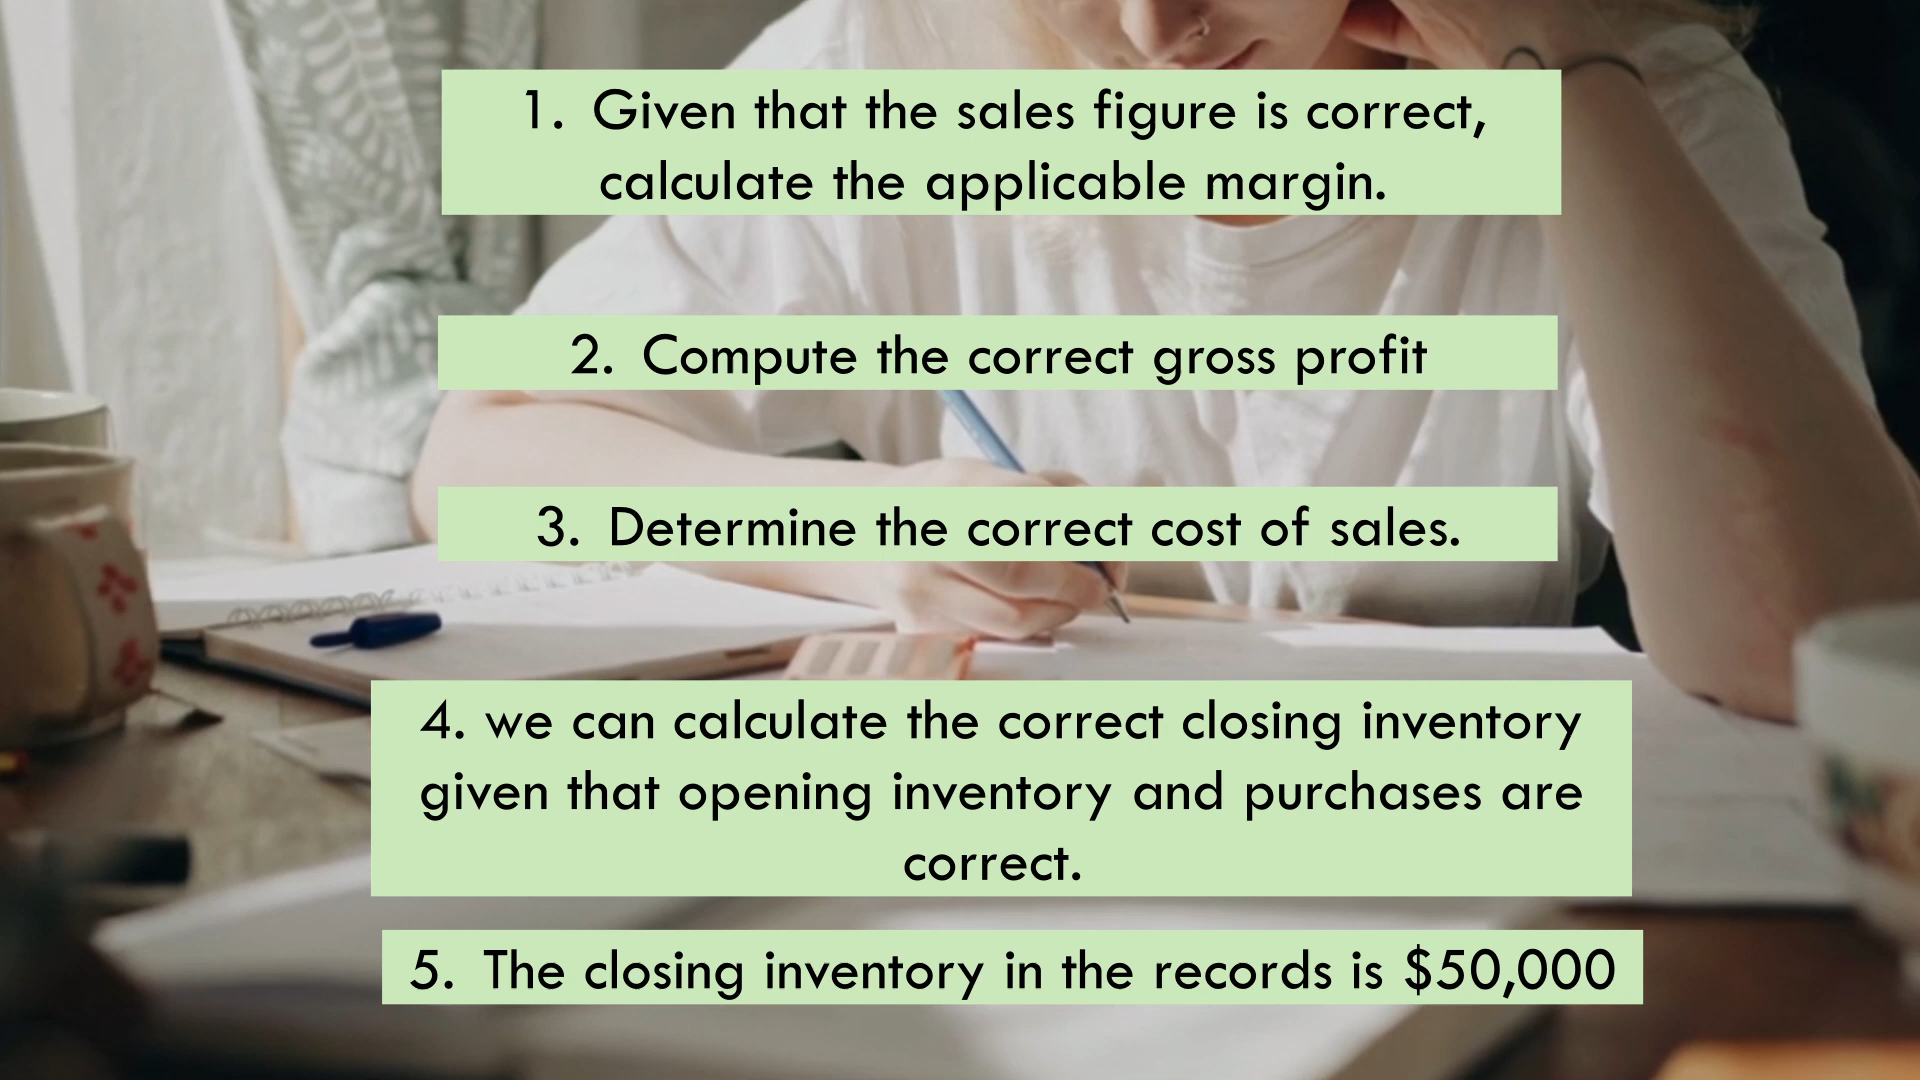 1. Given that the sales figure is correct,
calculate the applicable margin.
2. Compute the correct gross profit
3. Determine the correct cost of sales.
4. we can calculate the correct closing inventory
given that opening inventory and purchases are
correct.
5. The closing inventory in the records is $50,000